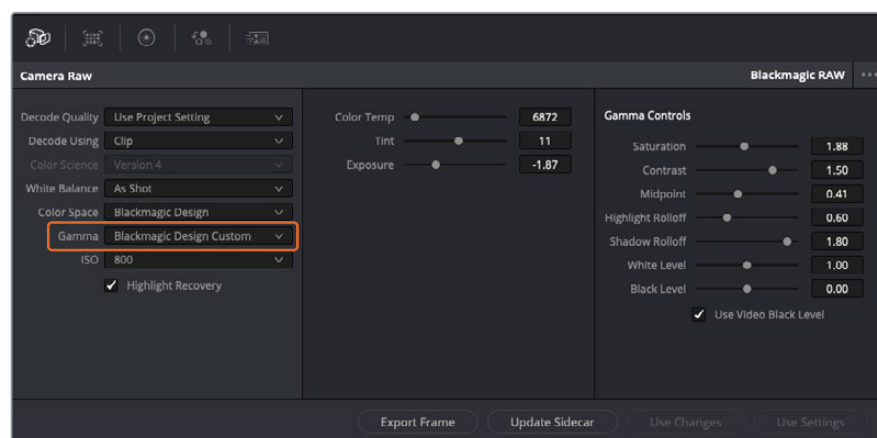 Camera Raw
Blackmagic RAW
Decode Quality Use Project Setting
Decode Using Clip
Color Science Version 4
White Balance As Shot
Color Space Blackmagic Design
Gamma Blackmagic Design Custom
ISO 800
Highlight Recovery
Color Temp 6872
Tint 11
Exposure -1.87
Gamma Controls
Saturation 1.88
Contrast 1.50
Midpoint 0.41
Highlight Rolloff 0.60
Shadow Rolloff 1.80
White Level 1.00
Black Level 0.00
Use Video Black Level
Export Frame
Update Sidecar
Use Changes
Use Settings